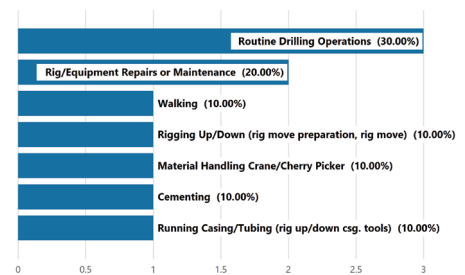 Routine Drilling Operations (30.00%)
Rig/Equipment Repairs or Maintenance (20.00%)
Walking (10.00%)
Rigging Up/Down (rig move preparation, rig move) (10.00%)
Material Handling Crane/Cherry Picker (10.00%)
Cementing (10.00%)
Running Casing/Tubing (rig up/down csg. tools) (10.00%)
0 0.5 1 1.5 2 2.5 3